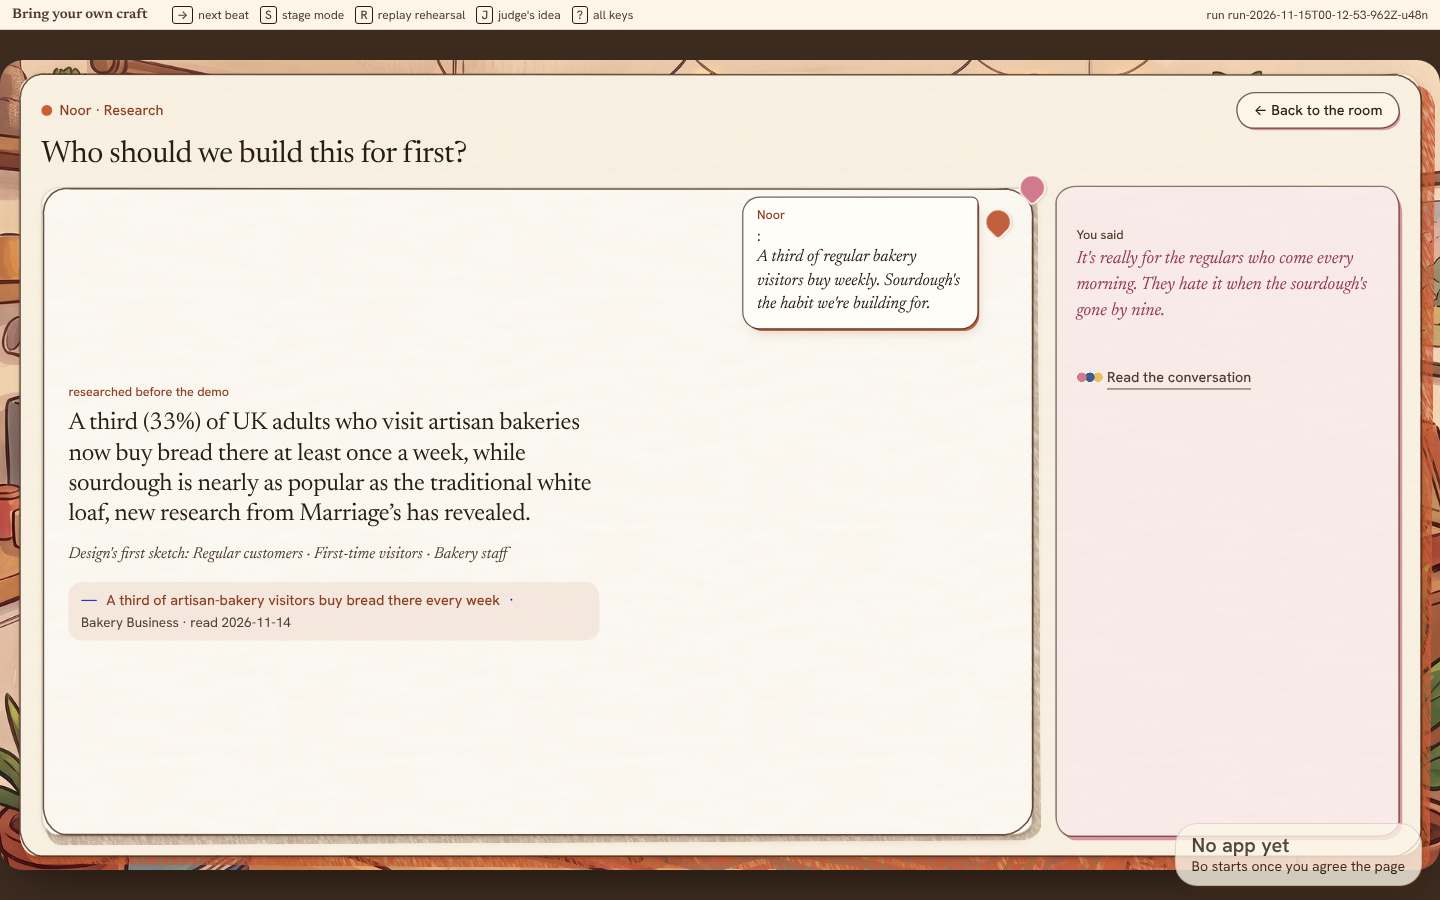 Bring your own craft → next beat S stage mode R replay rehearsal J judge's idea ? all keys run run-2026-11-15T00-12-53-962Z-u48n
Noor · Research
← Back to the room
Who should we build this for first?
Noor
:
A third of regular bakery
visitors buy weekly. Sourdough's
the habit we're building for.
researched before the demo
A third (33%) of UK adults who visit artisan bakeries
now buy bread there at least once a week, while
sourdough is nearly as popular as the traditional white
loaf, new research from Marriage’s has revealed.
Design's first sketch: Regular customers · First-time visitors · Bakery staff
— A third of artisan-bakery visitors buy bread there every week ·
Bakery Business · read 2026-11-14
You said
It's really for the regulars who come every
morning. They hate it when the sourdough's
gone by nine.
Read the conversation
No app yet
Bo starts once you agree the page